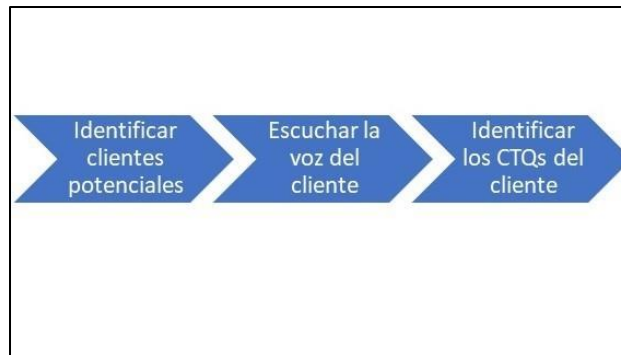 Identificar
clientes
potenciales
Escuchar la
voz del
cliente
Identificar
los CTQs del
cliente